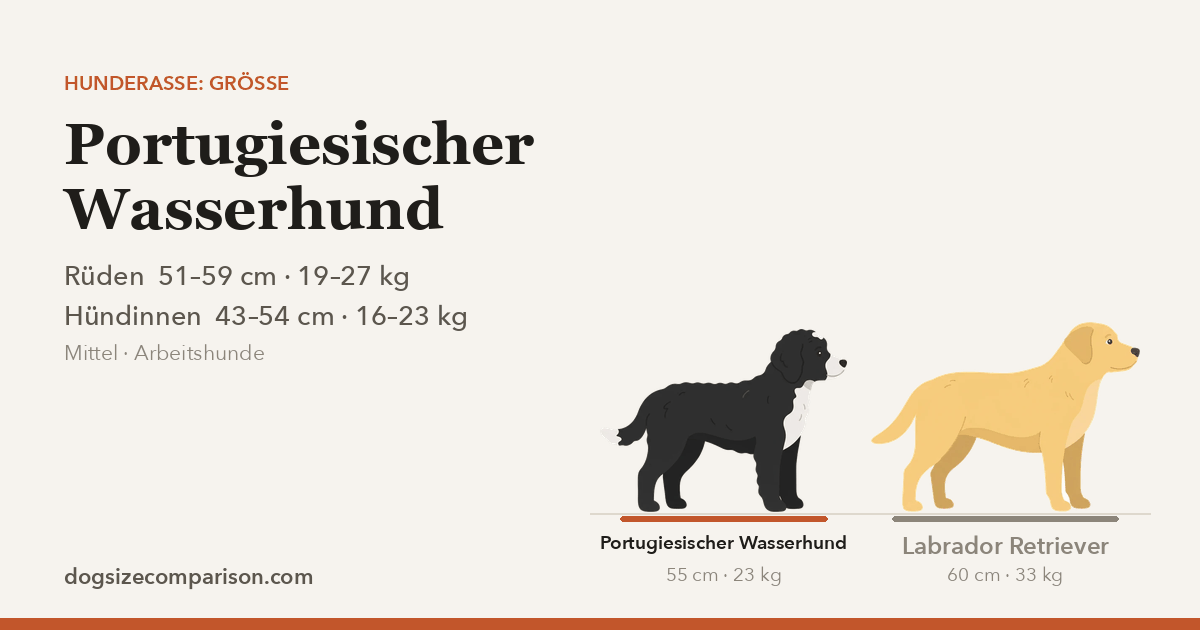 HUNDERASSE: GRÖSSE
Portugiesischer
Wasserhund
Rüden 51–59 cm · 19–27 kg
Hündinnen 43–54 cm · 16–23 kg
Mittel · Arbeitshunde
Portugiesischer Wasserhund
55 cm · 23 kg
Labrador Retriever
60 cm · 33 kg
dogsizecomparison.com